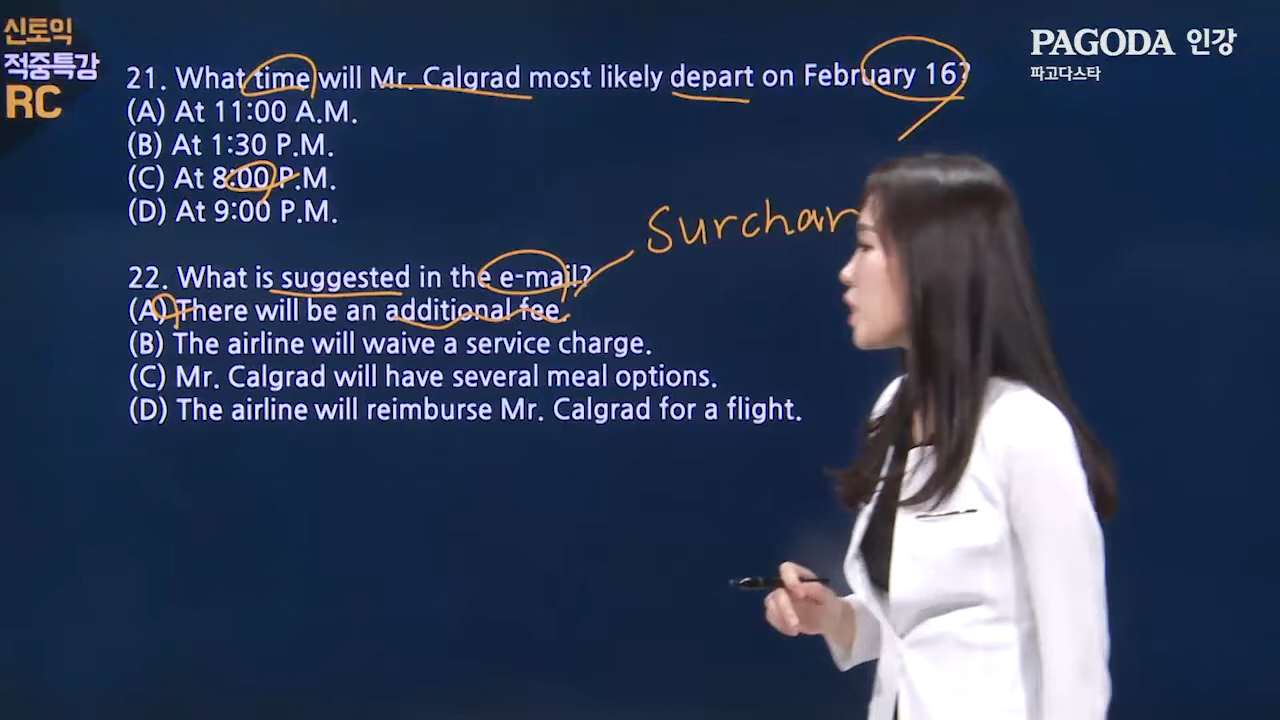 신토익
적중특강
RC
PAGODA 인강
파고다스타
21. What time will Mr. Calgrad most likely depart on February 16?
(A) At 11:00 A.M.
(B) At 1:30 P.M.
(C) At 8:00 P.M.
(D) At 9:00 P.M.
Surchar
22. What is suggested in the e-mail?
(A) There will be an additional fee.
(B) The airline will waive a service charge.
(C) Mr. Calgrad will have several meal options.
(D) The airline will reimburse Mr. Calgrad for a flight.